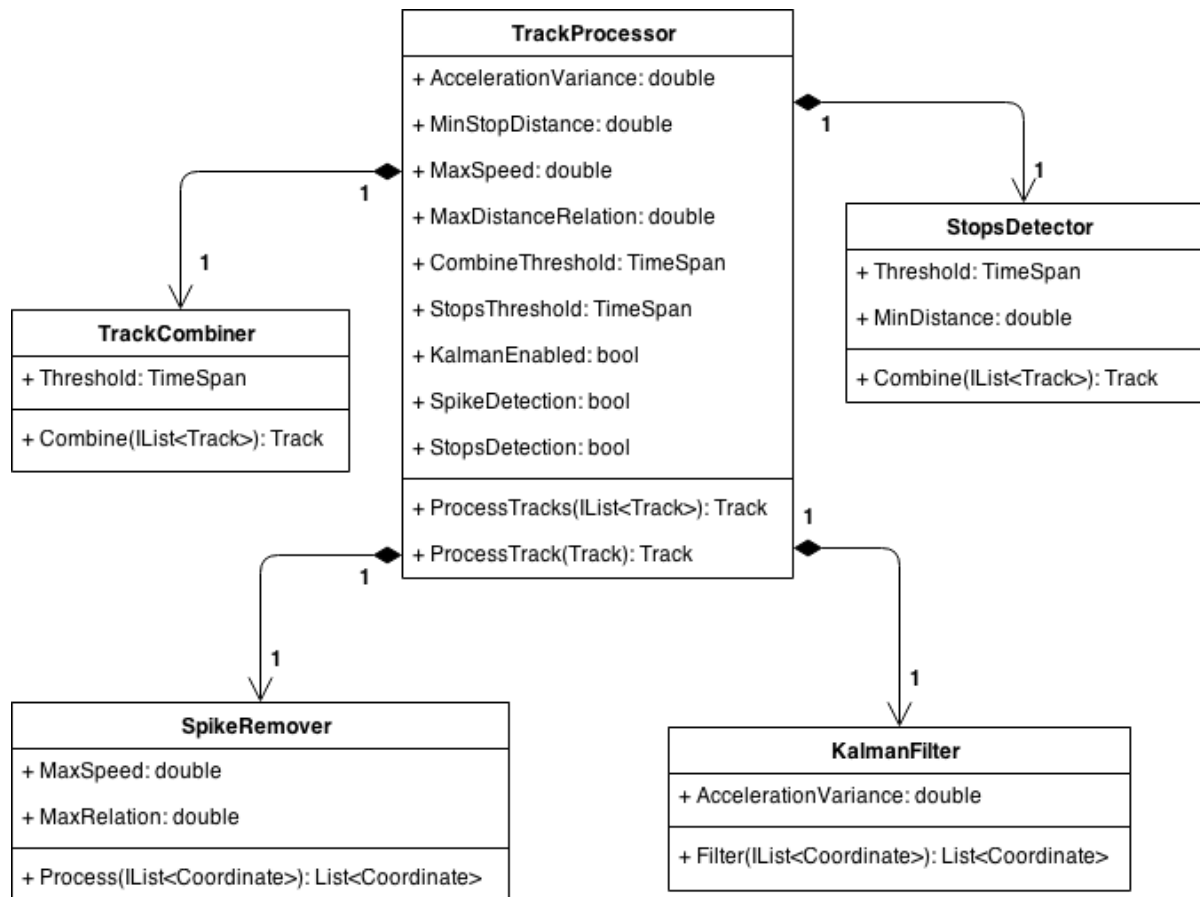 TrackProcessor
+ AccelerationVariance: double
+ MinStopDistance: double
+ MaxSpeed: double
+ MaxDistanceRelation: double
+ CombineThreshold: TimeSpan
+ StopsThreshold: TimeSpan
+ KalmanEnabled: bool
+ SpikeDetection: bool
+ StopsDetection: bool
+ ProcessTracks(IList<Track>): Track
+ ProcessTrack(Track): Track
1
1
1
1
StopsDetector
+ Threshold: TimeSpan
+ MinDistance: double
+ Combine(IList<Track>): Track
1
TrackCombiner
+ Threshold: TimeSpan
+ Combine(IList<Track>): Track
1
1
1
SpikeRemover
+ MaxSpeed: double
+ MaxRelation: double
+ Process(IList<Coordinate>): List<Coordinate>
1
KalmanFilter
+ AccelerationVariance: double
+ Filter(IList<Coordinate>): List<Coordinate>